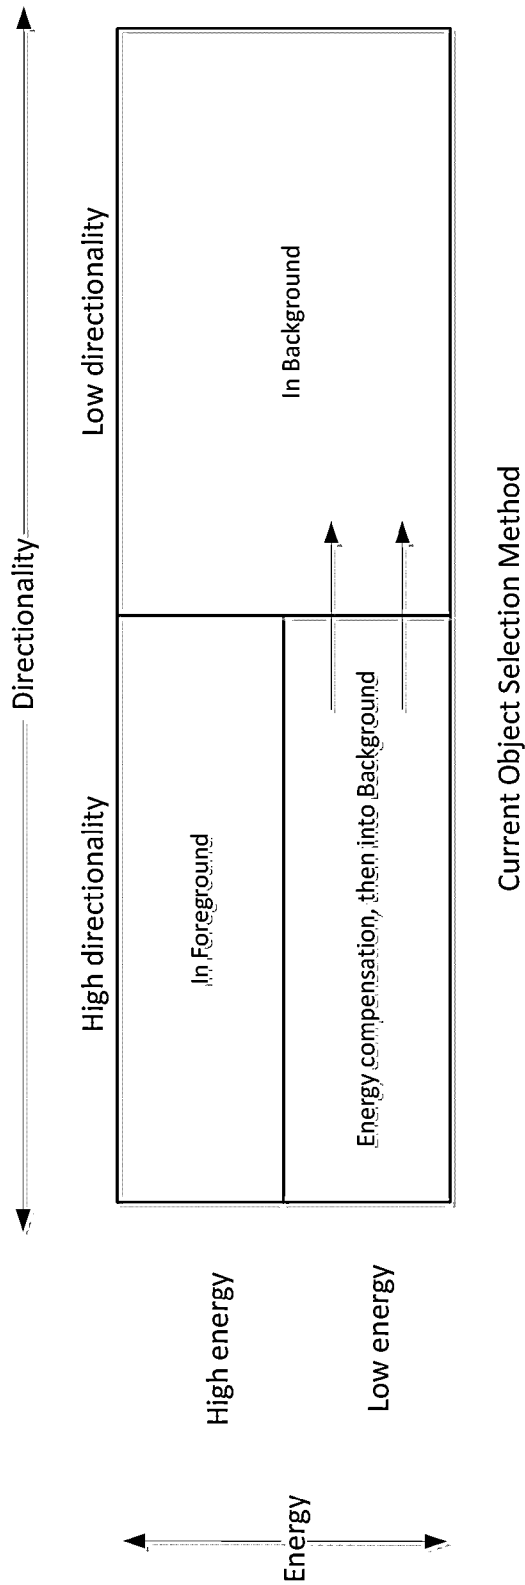 Directionality
High directionality
Low directionality
Energy
High energy
In Foreground
In Background
Low energy
Energy compensation, then into Background
Current Object Selection Method